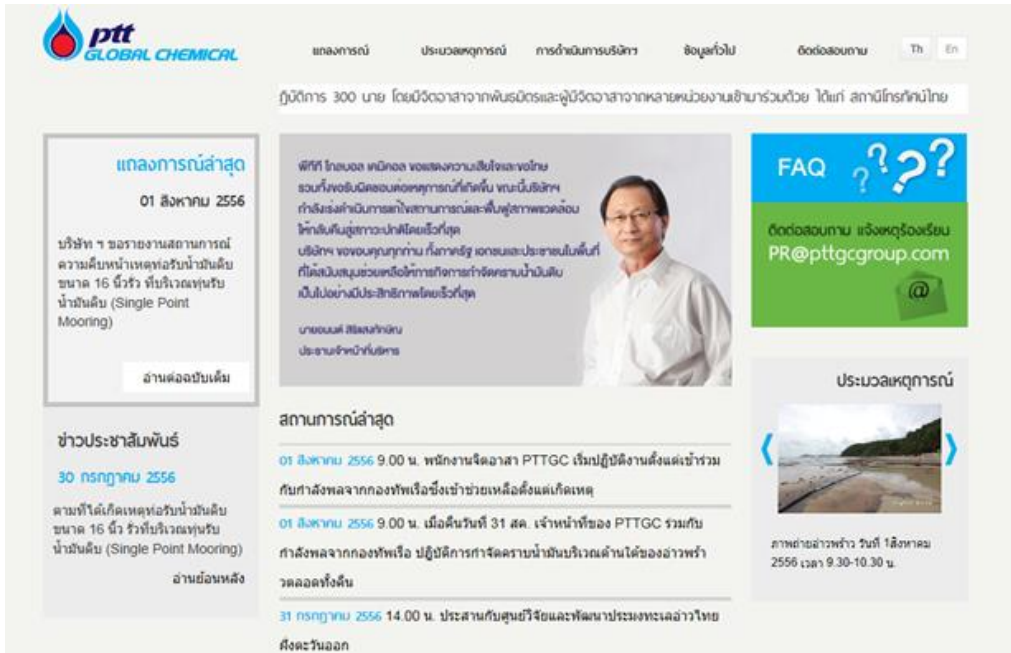 ptt
GLOBAL CHEMICAL
แถลงการณ์ ประมวลเหตุการณ์ การดำเนินการบริษัทฯ ข้อมูลทั่วไป ติดต่อสอบถาม Th En
ฏิบัติการ 300 นาย โดยมีจิตอาสาจากพันธมิตรและผู้มีจิตอาสาจากหลายหน่วยงานเข้ามาร่วมด้วย ได้แก่ สถานีโทรทัศน์ไทย
แถลงการณ์ล่าสุด
01 สิงหาคม 2556
บริษัท ฯ ขอรายงานสถานการณ์
ความคืบหน้าเหตุท่อรับน้ำมันดิบ
ขนาด 16 นิ้วรั่ว ที่บริเวณทุ่นรับ
น้ำมันดิบ (Single Point
Mooring)
อ่านต่อฉบับเต็ม
ข่าวประชาสัมพันธ์
30 กรกฎาคม 2556
ตามที่ได้เกิดเหตุท่อรับน้ำมันดิบ
ขนาด 16 นิ้ว รั่วที่บริเวณทุ่นรับ
น้ำมันดิบ (Single Point Mooring)
อ่านย้อนหลัง
พีทีที โกลบอล เคมิคอล ขอแสดงความเสียใจและขอโทษ
รวมทั้งขอรับผิดชอบต่อเหตุการณ์ที่เกิดขึ้น ขณะนี้บริษัทฯ
กำลังเร่งดำเนินการแก้ไขสถานการณ์และฟื้นฟูสภาพแวดล้อม
ให้กลับคืนสู่สภาวะปกติโดยเร็วที่สุด
บริษัทฯ ขอขอบคุณทุกท่าน ทั้งภาครัฐ เอกชนและประชาชนในพื้นที่
ที่ได้สนับสนุนช่วยเหลือให้ภารกิจการกำจัดคราบน้ำมันดิบ
เป็นไปอย่างมีประสิทธิภาพโดยเร็วที่สุด
นายอนนต์ สิริแสงทักษิณ
ประธานเจ้าหน้าที่บริหาร
สถานการณ์ล่าสุด
01 สิงหาคม 2556 9.00 น. พนักงานจิตอาสา PTTGC เริ่มปฏิบัติงานตั้งแต่เช้าร่วม
กับกำลังพลจากกองทัพเรือซึ่งเข้าช่วยเหลือตั้งแต่เกิดเหตุ
01 สิงหาคม 2556 9.00 น. เมื่อคืนวันที่ 31 สค. เจ้าหน้าที่ของ PTTGC ร่วมกับ
กำลังพลจากกองทัพเรือ ปฏิบัติการกำจัดคราบน้ำมันบริเวณด้านใต้ของอ่าวพร้า
วตลอดทั้งคืน
31 กรกฎาคม 2556 14.00 น. ประสานกับศูนย์วิจัยและพัฒนาประมงทะเลอ่าวไทย
ฝั่งตะวันออก
FAQ ???
ติดต่อสอบถาม แจ้งเหตุร้องเรียน
PR@pttgcgroup.com
@
ประมวลเหตุการณ์
ภาพถ่ายอ่าวพร้าว วันที่ 1สิงหาคม
2556 เวลา 9.30-10.30 น.